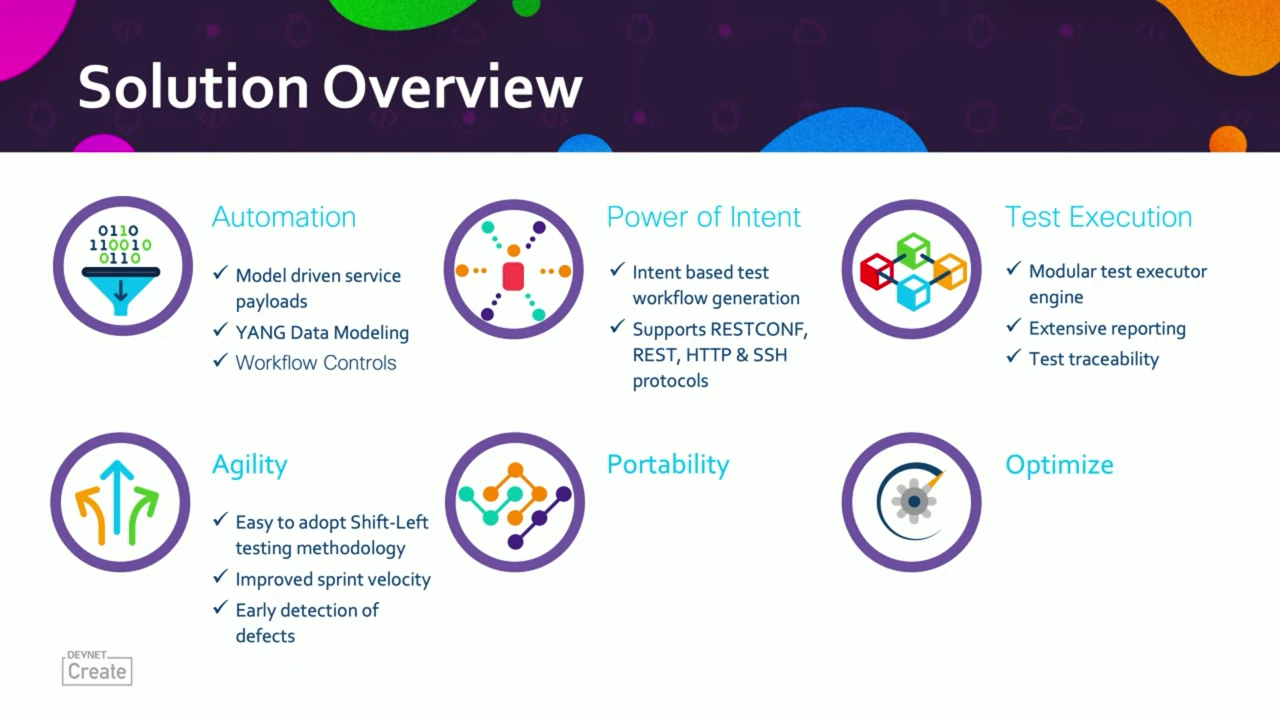 Solution Overview
0110
110010
0110
Automation
✓ Model driven service
payloads
✓ YANG Data Modeling
✓ Workflow Controls
Power of Intent
✓ Intent based test
workflow generation
✓ Supports RESTCONF,
REST, HTTP & SSH
protocols
Test Execution
✓ Modular test executor
engine
✓ Extensive reporting
✓ Test traceability
Agility
✓ Easy to adopt Shift-Left
testing methodology
✓ Improved sprint velocity
✓ Early detection of
defects
Portability
Optimize
DEVNET
Create